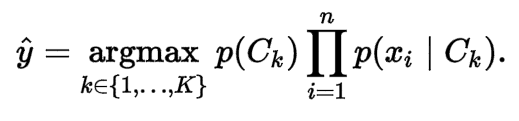 ŷ = argmax_{k∈{1,…,K}} p(C_k) ∏_{i=1}^{n} p(x_i | C_k).